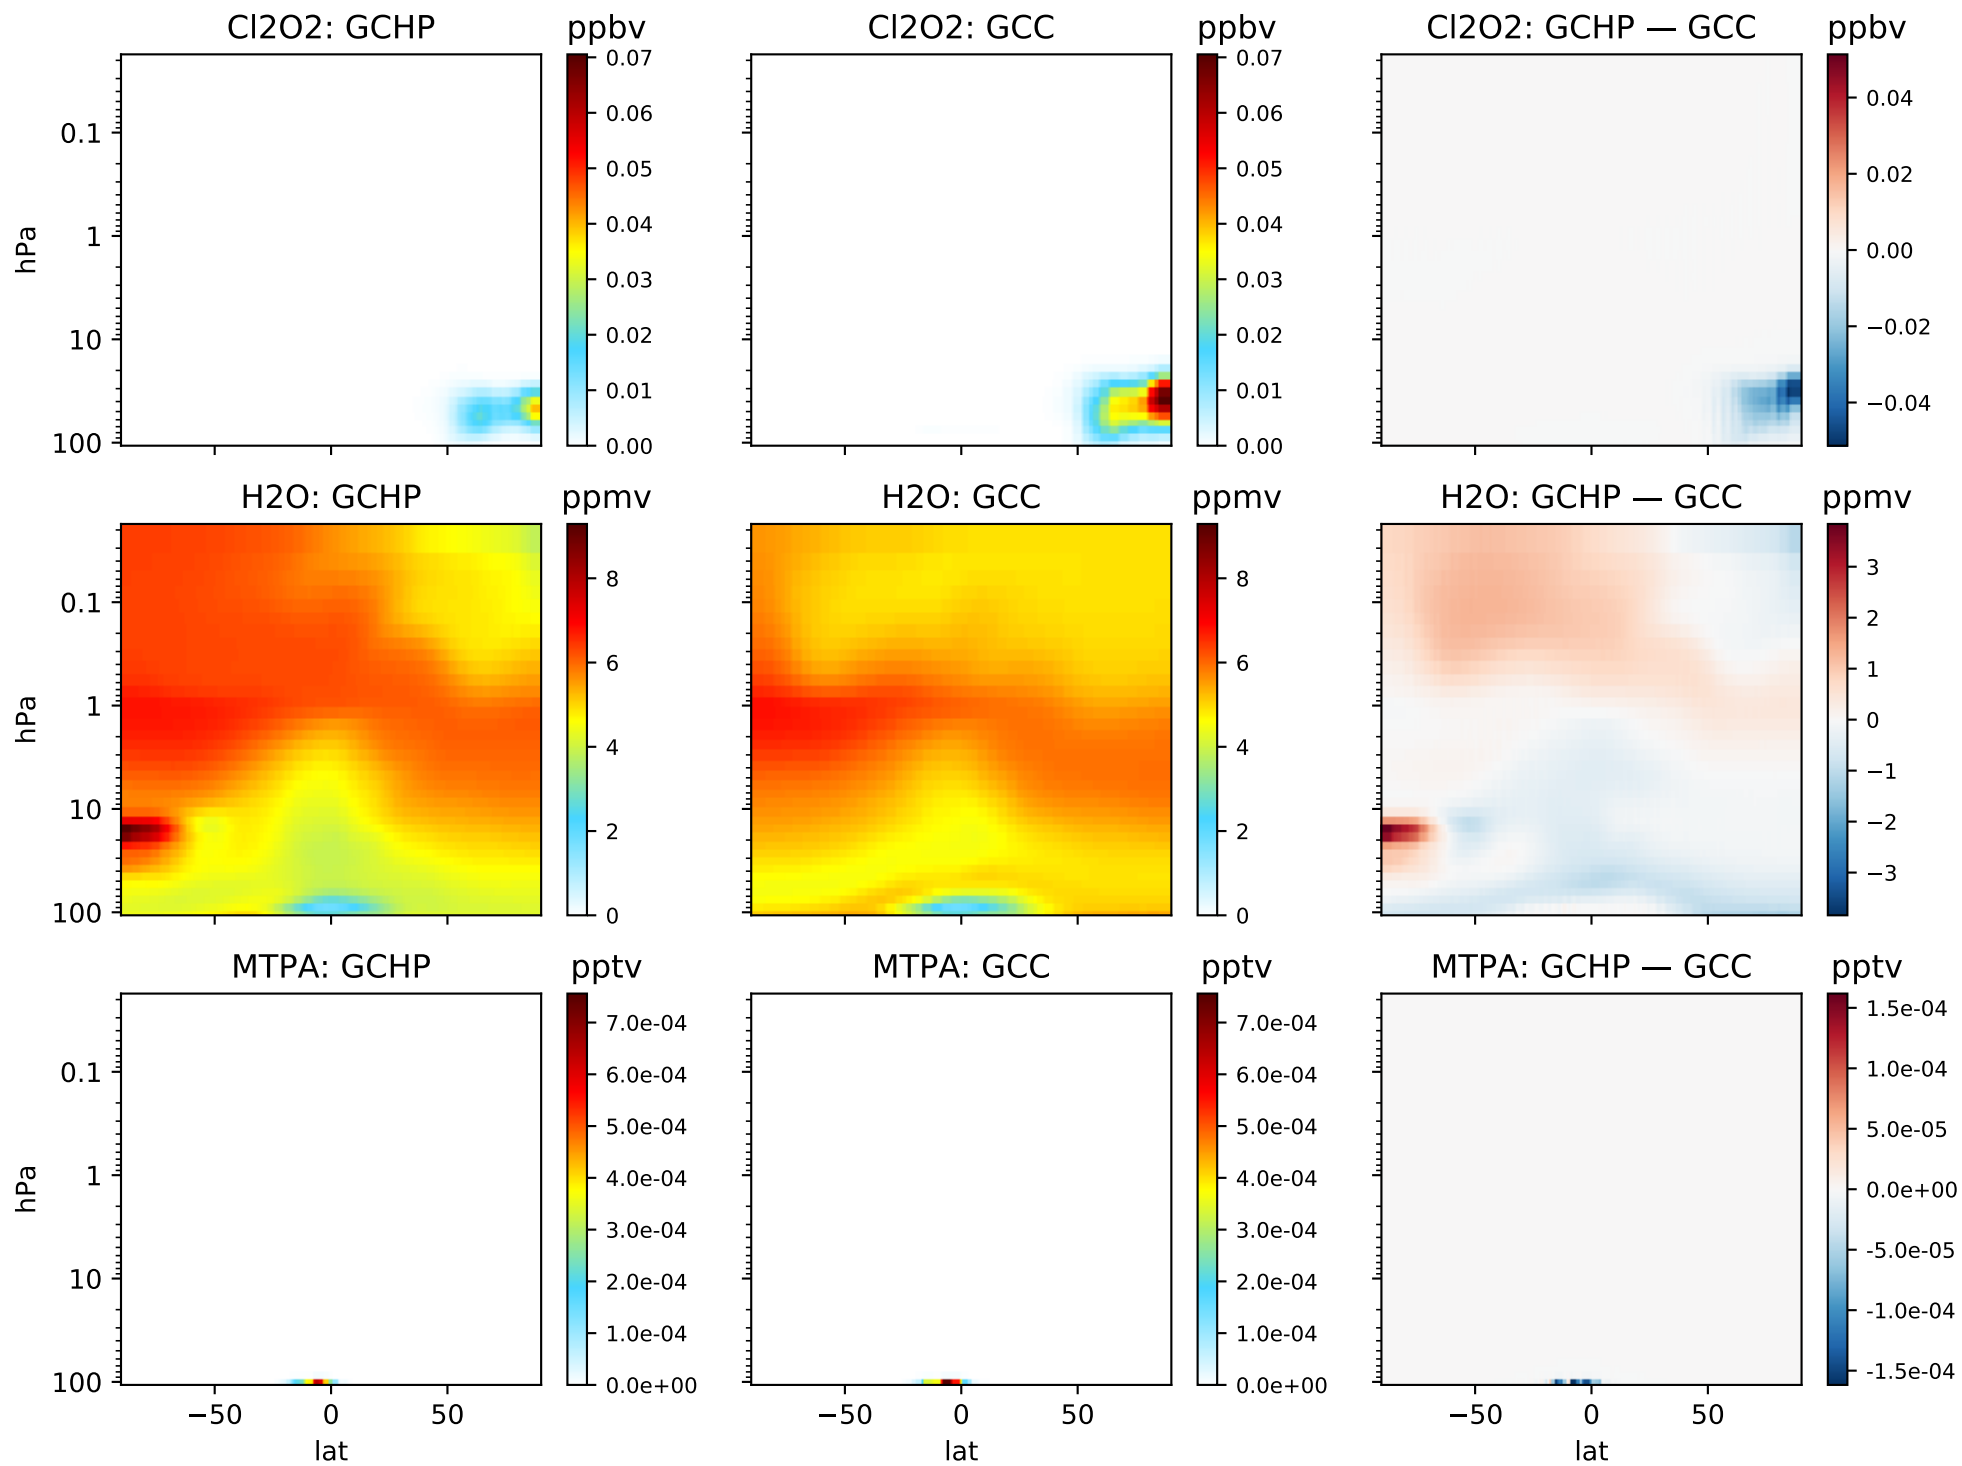 Cl2O2: GCHP ppbv Cl2O2: GCC ppbv Cl2O2: GCHP — GCC ppbv
0.07 0.07
0.06 0.06 0.04
0.1
0.05 0.05 0.02
hPa 1 0.04 0.04 0.00
0.03 0.03
10 0.02 0.02 −0.02
0.01 0.01 −0.04
100 0.00 0.00
H2O: GCHP ppmv H2O: GCC ppmv H2O: GCHP — GCC ppmv
8 8 3
0.1 2
6 6 1
hPa 1 0
4 4 −1
10 2 2 −2
−3
100 0 0
MTPA: GCHP pptv MTPA: GCC pptv MTPA: GCHP — GCC pptv
7.0e-04 7.0e-04 1.5e-04
0.1 6.0e-04 6.0e-04 1.0e-04
5.0e-04 5.0e-04 5.0e-05
hPa 1 4.0e-04 4.0e-04 0.0e+00
3.0e-04 3.0e-04 -5.0e-05
10 2.0e-04 2.0e-04 -1.0e-04
1.0e-04 1.0e-04 -1.5e-04
100 0.0e+00 0.0e+00
−50 0 50 −50 0 50 −50 0 50
lat lat lat